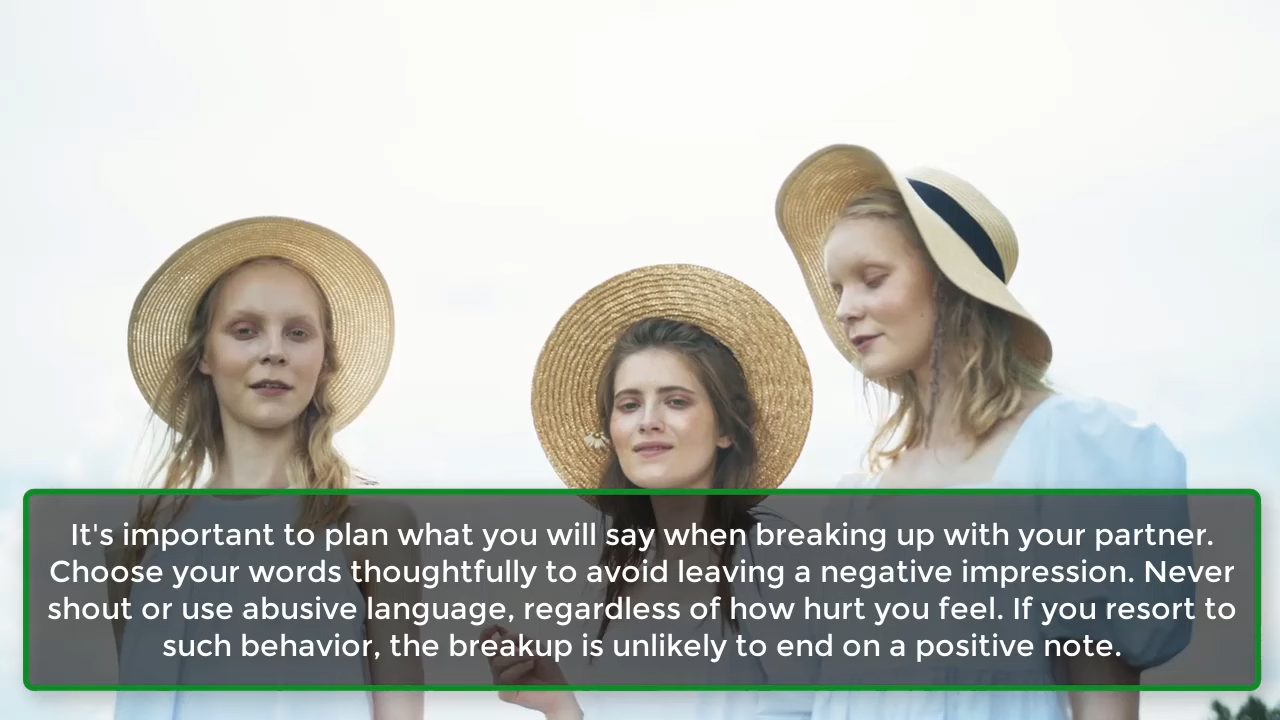 It's important to plan what you will say when breaking up with your partner.
Choose your words thoughtfully to avoid leaving a negative impression. Never
shout or use abusive language, regardless of how hurt you feel. If you resort to
such behavior, the breakup is unlikely to end on a positive note.